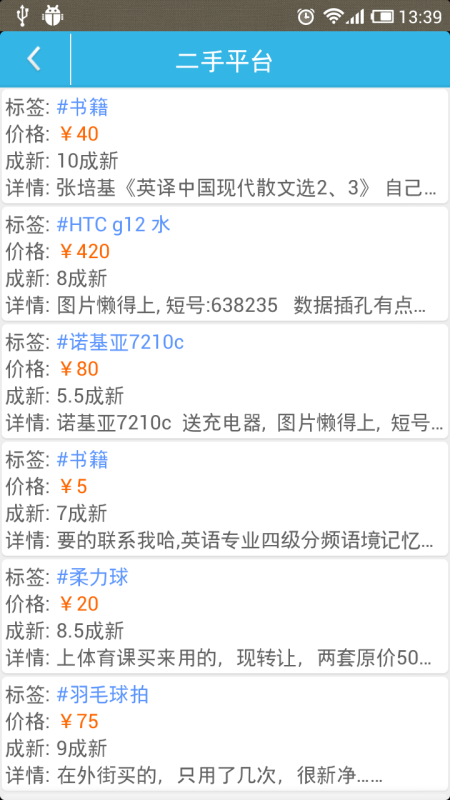 13:39
二手平台
标签: #书籍
价格: ￥40
成新: 10成新
详情: 张培基《英译中国现代散文选2、3》 自己…
标签: #HTC g12 水
价格: ￥420
成新: 8成新
详情: 图片懒得上, 短号:638235 数据插孔有点…
标签: #诺基亚7210c
价格: ￥80
成新: 5.5成新
详情: 诺基亚7210c 送充电器, 图片懒得上, 短号…
标签: #书籍
价格: ￥5
成新: 7成新
详情: 要的联系我哈,英语专业四级分频语境记忆…
标签: #柔力球
价格: ￥20
成新: 8.5成新
详情: 上体育课买来用的，现转让，两套原价50…
标签: #羽毛球拍
价格: ￥75
成新: 9成新
详情: 在外街买的，只用了几次，很新净……